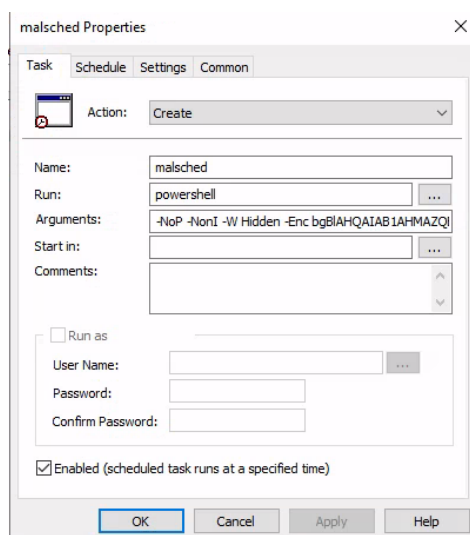 malsched Properties
Task Schedule Settings Common
Action: Create
Name: malsched
Run: powershell ...
Arguments: -NoP -NonI -W Hidden -Enc
Start in: ...
Comments:
Run as
User Name: ...
Password:
Confirm Password:
Enabled (scheduled task runs at a specified time)
OK Cancel Apply Help